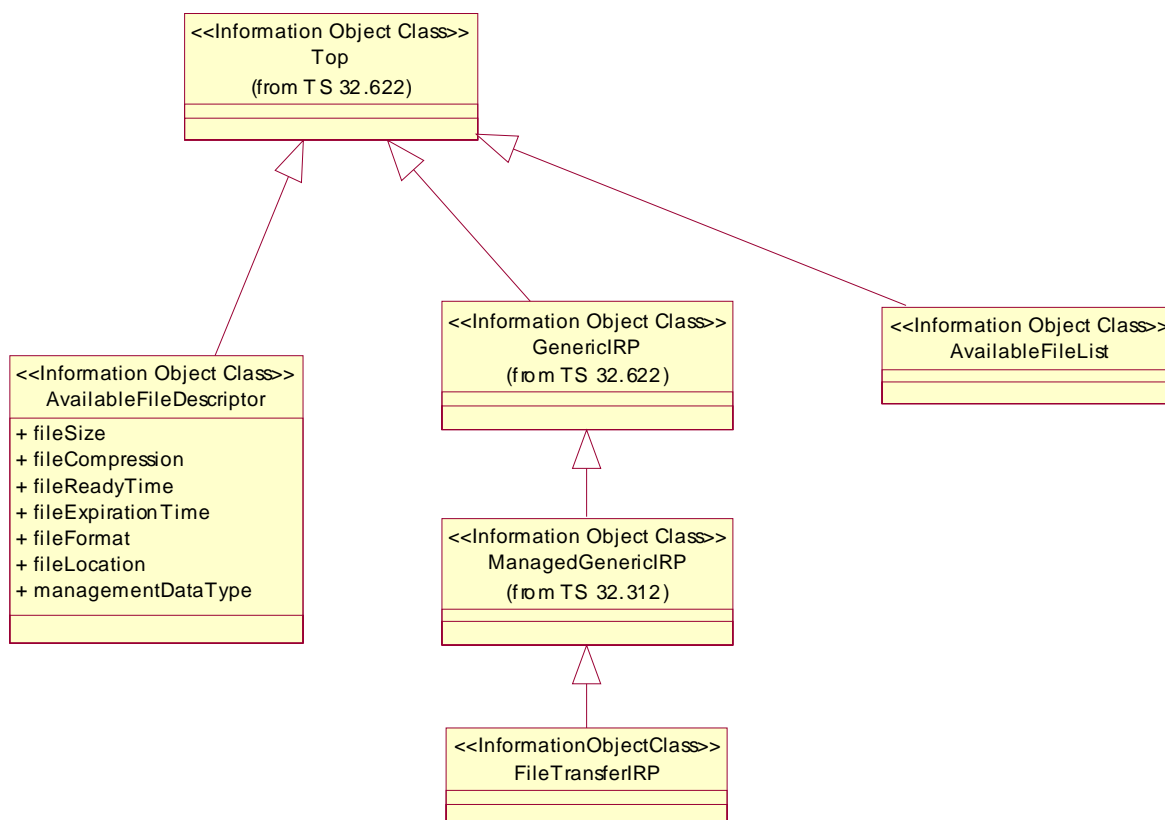 <<Information Object Class>>
Top
(from TS 32.622)
<<Information Object Class>>
GenericIRP
(from TS 32.622)
<<Information Object Class>>
AvailableFileList
<<Information Object Class>>
AvailableFileDescriptor
+ fileSize
+ fileCompression
+ fileReadyTime
+ fileExpirationTime
+ fileFormat
+ fileLocation
+ managementDataType
<<Information Object Class>>
ManagedGenericIRP
(from TS 32.312)
<<InformationObjectClass>>
FileTransferIRP